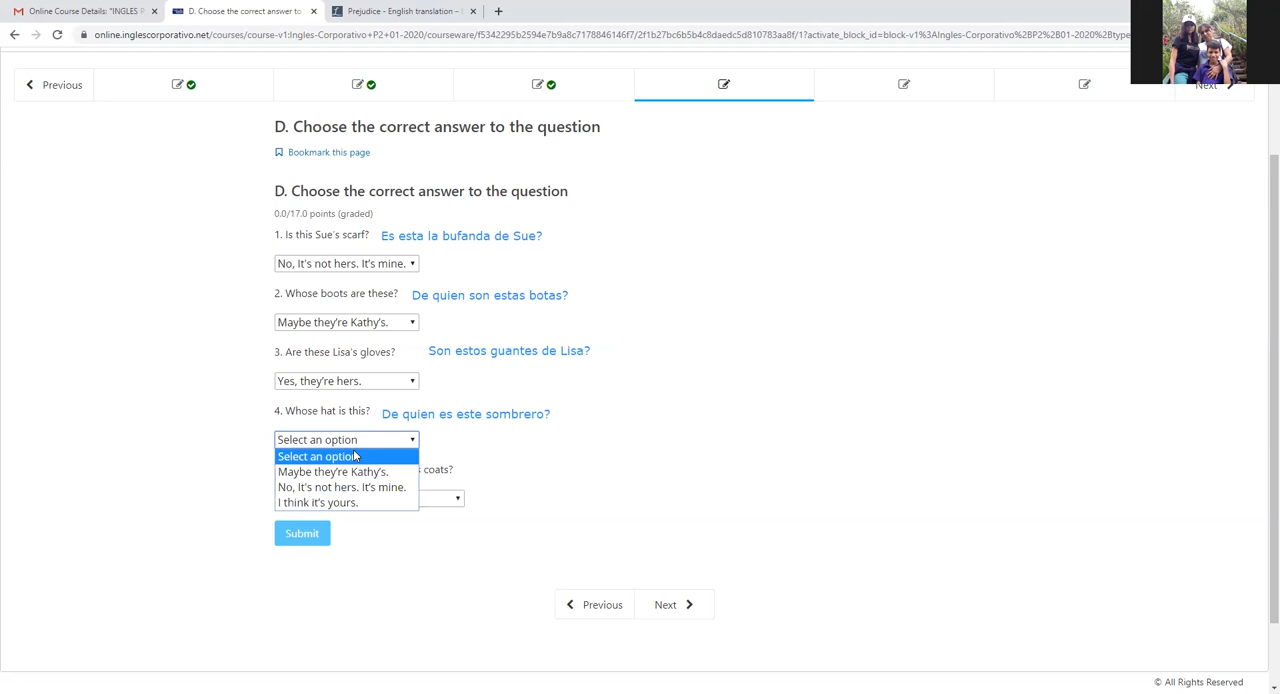 Online Course Details: "INGLES P
D. Choose the correct answer to
Prejudice - English translation –
online.inglescorporativo.net/courses/course-v1:Ingles-Corporativo+P2+01-2020/courseware/f5342295b2594e7b9a8c7178846146f7/2f1b27bc6b5b4c8daedc5d810783aa8f/1?activate_block_id=block-v1%3AIngles-Corporativo%2BP2%2B01-2020%2Btype
Previous
Next
D. Choose the correct answer to the question
Bookmark this page
D. Choose the correct answer to the question
0.0/17.0 points (graded)
1. Is this Sue's scarf? Es esta la bufanda de Sue?
No, It's not hers. It's mine.
2. Whose boots are these? De quien son estas botas?
Maybe they're Kathy's.
3. Are these Lisa's gloves? Son estos guantes de Lisa?
Yes, they're hers.
4. Whose hat is this? De quien es este sombrero?
Select an option
Select an option
Maybe they're Kathy's.
s coats?
No, It's not hers. It's mine.
I think it's yours.
Submit
Previous Next
© All Rights Reserved